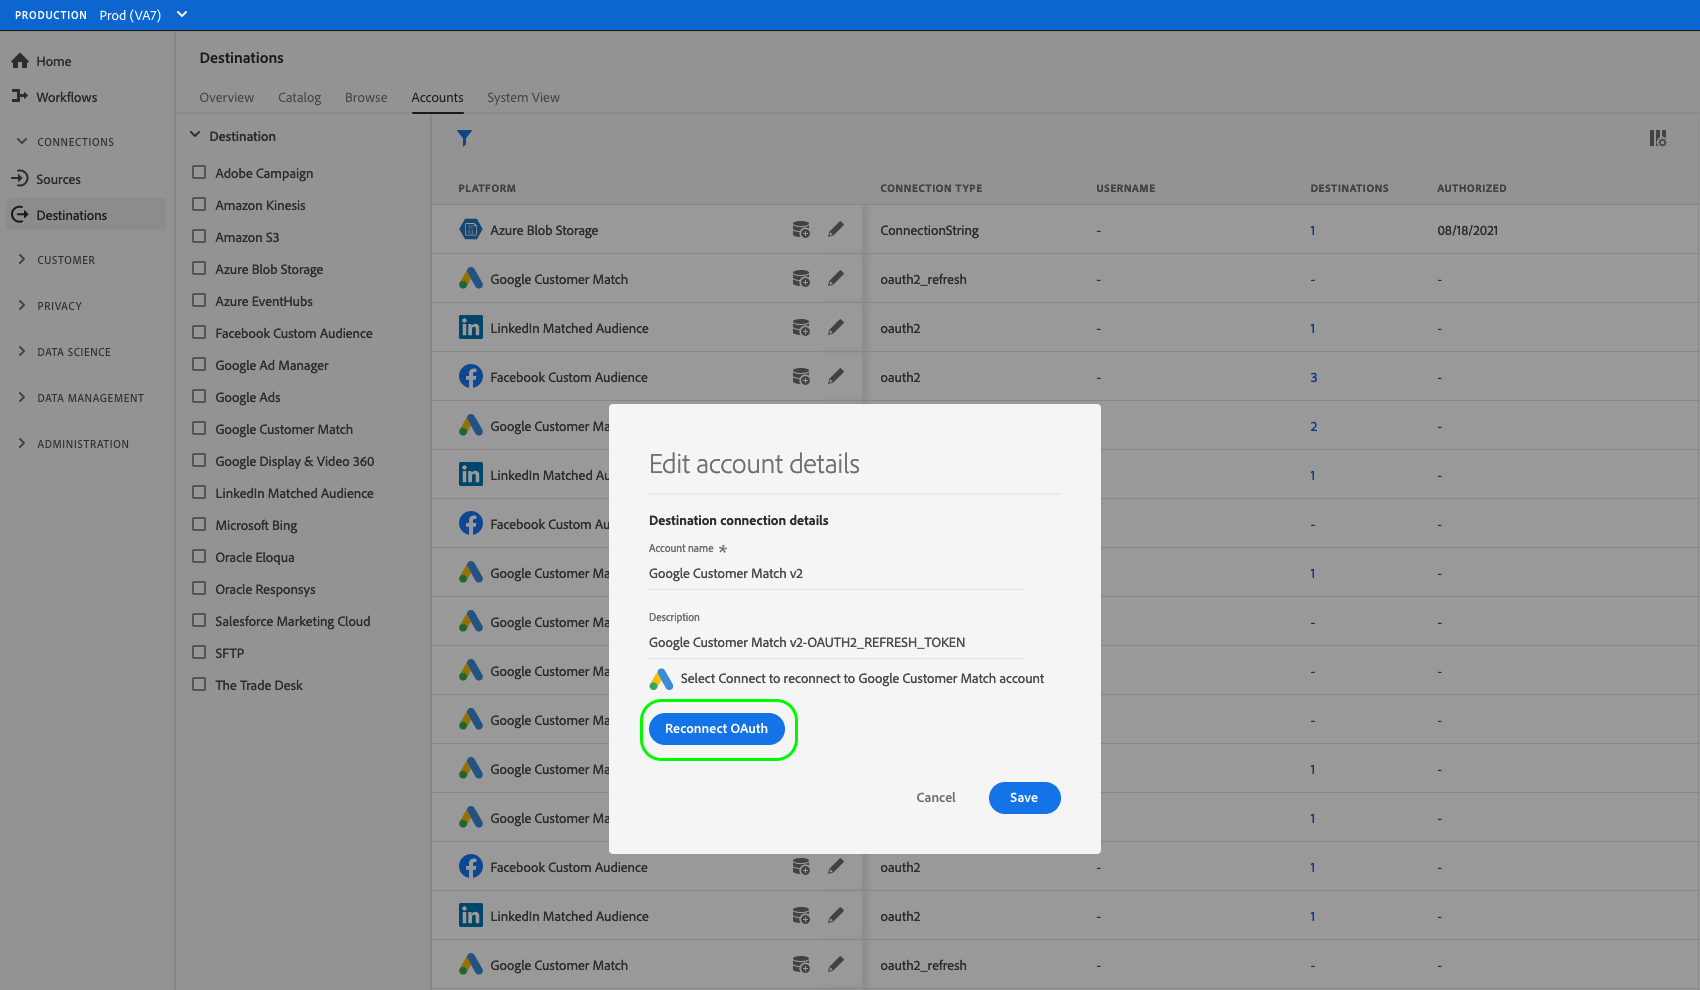 PRODUCTION Prod (VA7)
Home
Workflows
CONNECTIONS
Sources
Destinations
CUSTOMER
PRIVACY
DATA SCIENCE
DATA MANAGEMENT
ADMINISTRATION
Destinations
Overview Catalog Browse Accounts System View
Destination
Adobe Campaign
Amazon Kinesis
Amazon S3
Azure Blob Storage
Azure EventHubs
Facebook Custom Audience
Google Ad Manager
Google Ads
Google Customer Match
Google Display & Video 360
LinkedIn Matched Audience
Microsoft Bing
Oracle Eloqua
Oracle Responsys
Salesforce Marketing Cloud
SFTP
The Trade Desk
PLATFORM CONNECTION TYPE USERNAME DESTINATIONS AUTHORIZED
Azure Blob Storage ConnectionString - 1 08/18/2021
Google Customer Match oauth2_refresh - - -
LinkedIn Matched Audience oauth2 - 1 -
Facebook Custom Audience oauth2 - 3 -
Google Customer Ma 2 -
LinkedIn Matched Au 1 -
Facebook Custom Au - -
Google Customer Ma 1 -
Google Customer Ma - -
Google Customer Ma - -
Google Customer Ma - -
Google Customer Ma 1 -
Google Customer Ma 1 -
Facebook Custom Audience oauth2 - 1 -
LinkedIn Matched Audience oauth2 - 1 -
Google Customer Match oauth2_refresh - - -
Edit account details
Destination connection details
Account name *
Google Customer Match v2
Description
Google Customer Match v2-OAUTH2_REFRESH_TOKEN
Select Connect to reconnect to Google Customer Match account
Reconnect OAuth
Cancel Save